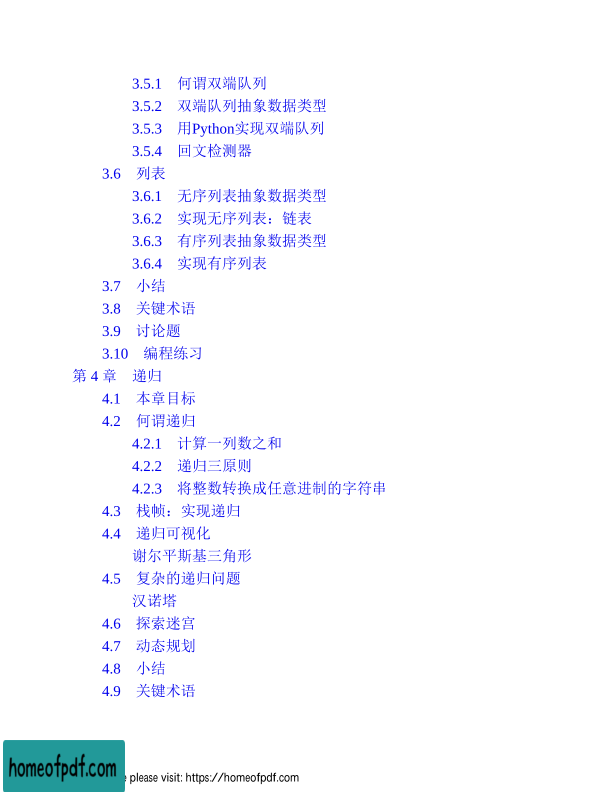 3.5.1 何谓双端队列
3.5.2 双端队列抽象数据类型
3.5.3 用Python实现双端队列
3.5.4 回文检测器
3.6 列表
3.6.1 无序列表抽象数据类型
3.6.2 实现无序列表：链表
3.6.3 有序列表抽象数据类型
3.6.4 实现有序列表
3.7 小结
3.8 关键术语
3.9 讨论题
3.10 编程练习
第 4 章 递归
4.1 本章目标
4.2 何谓递归
4.2.1 计算一列数之和
4.2.2 递归三原则
4.2.3 将整数转换成任意进制的字符串
4.3 栈帧：实现递归
4.4 递归可视化
谢尔平斯基三角形
4.5 复杂的递归问题
汉诺塔
4.6 探索迷宫
4.7 动态规划
4.8 小结
4.9 关键术语
homeofpdf.com please visit: https://homeofpdf.com